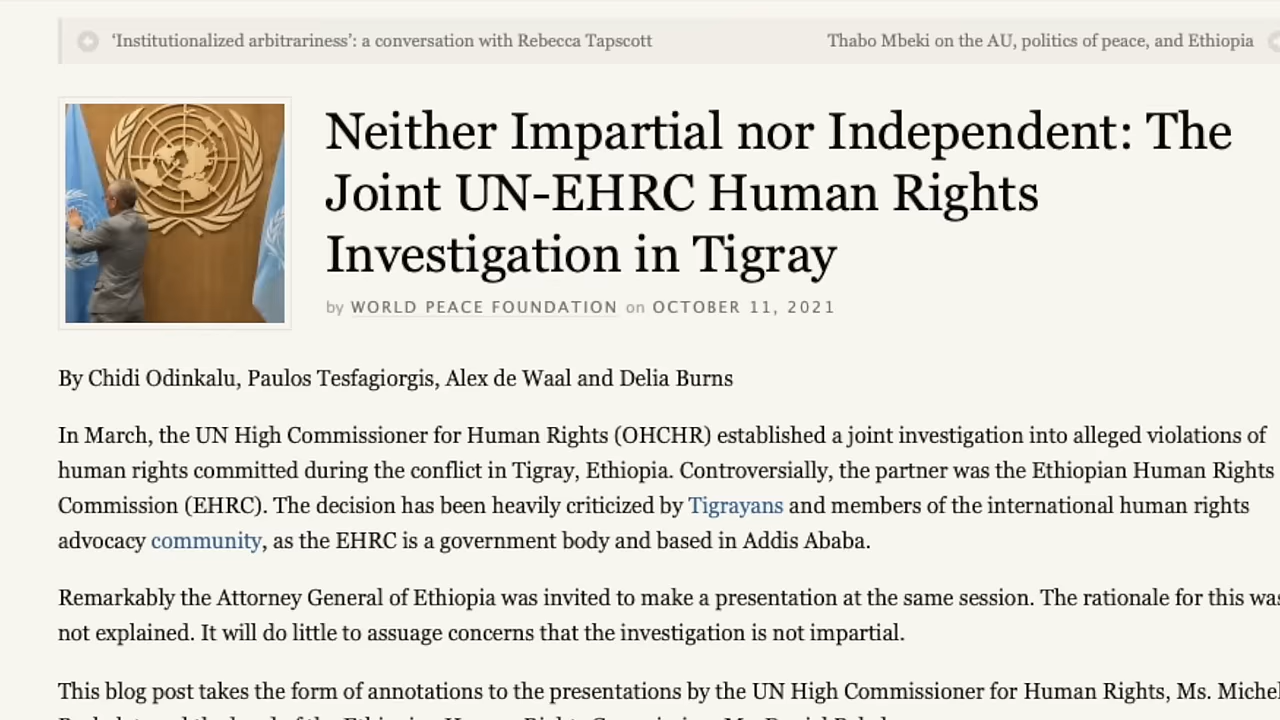 ‘Institutionalized arbitrariness’: a conversation with Rebecca Tapscott
Thabo Mbeki on the AU, politics of peace, and Ethiopia
Neither Impartial nor Independent: The
Joint UN-EHRC Human Rights
Investigation in Tigray
by WORLD PEACE FOUNDATION on OCTOBER 11, 2021
By Chidi Odinkalu, Paulos Tesfagiorgis, Alex de Waal and Delia Burns
In March, the UN High Commissioner for Human Rights (OHCHR) established a joint investigation into alleged violations of
human rights committed during the conflict in Tigray, Ethiopia. Controversially, the partner was the Ethiopian Human Rights
Commission (EHRC). The decision has been heavily criticized by Tigrayans and members of the international human rights
advocacy community, as the EHRC is a government body and based in Addis Ababa.
Remarkably the Attorney General of Ethiopia was invited to make a presentation at the same session. The rationale for this was
not explained. It will do little to assuage concerns that the investigation is not impartial.
This blog post takes the form of annotations to the presentations by the UN High Commissioner for Human Rights, Ms.